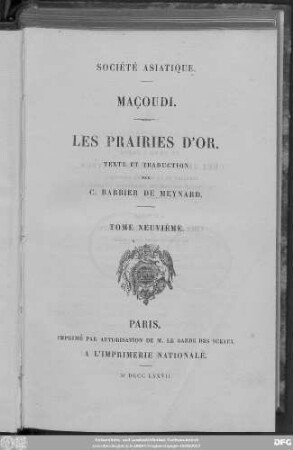 SOCIÉTÉ ASIATIQUE.
MAÇOUDI.
LES PRAIRIES D'OR.
TEXTE ET TRADUCTION
PAR
C. BARBIER DE MEYNARD.
TOME NEUVIÈME.
PARIS.
IMPRIMÉ PAR AUTORISATION DE M. LE GARDE DES SCEAUX
A L'IMPRIMERIE NATIONALE.
M DCCC LXXVII.